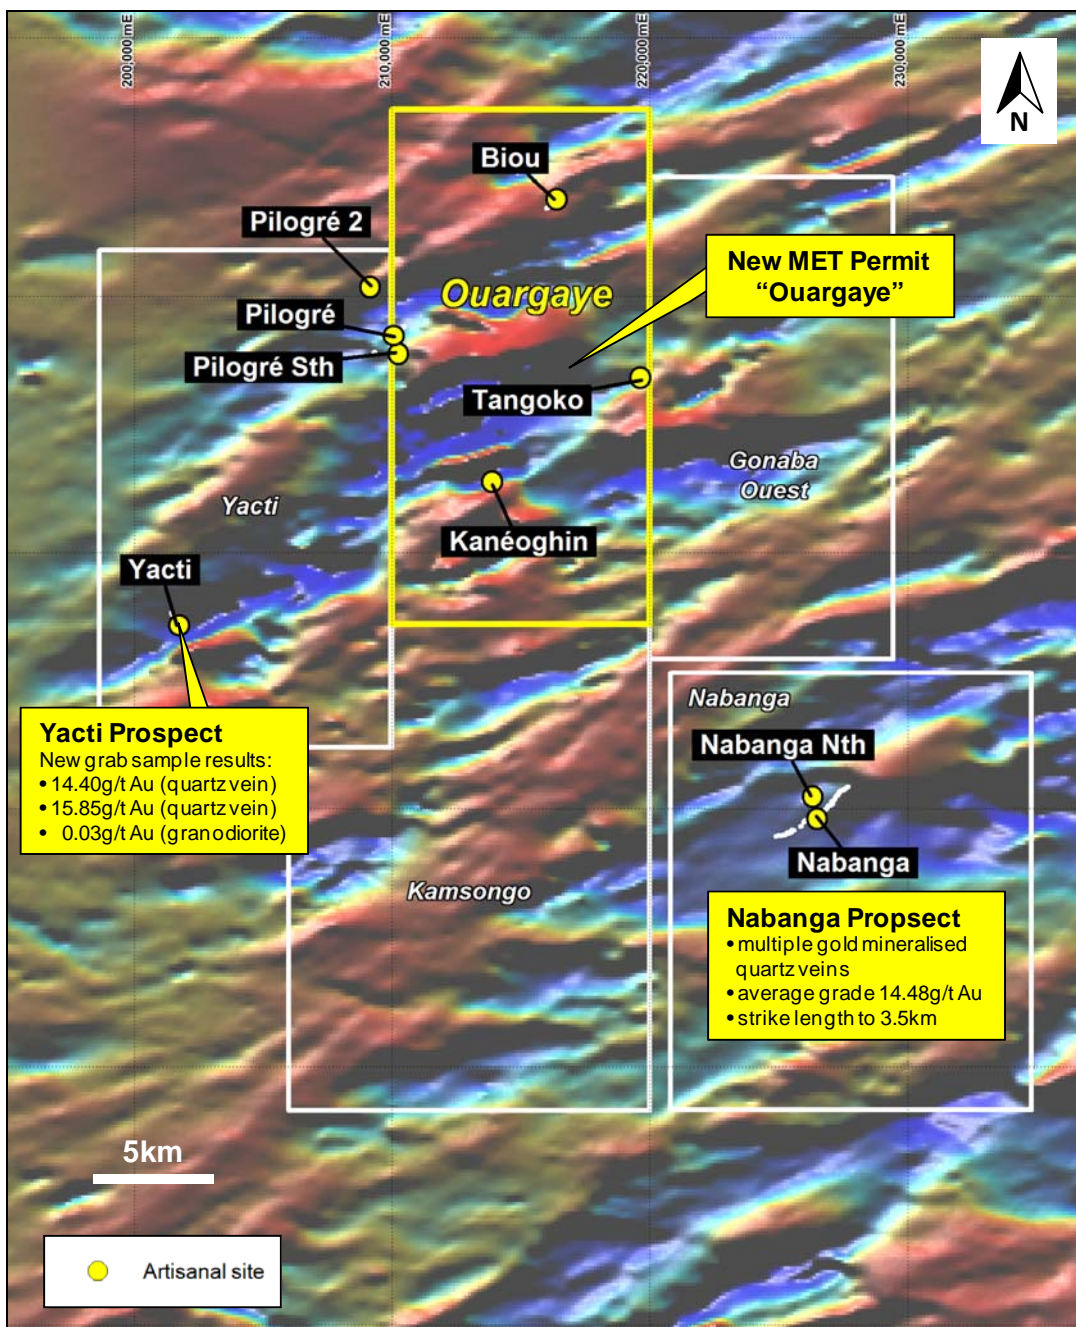 200,000 mE
210,000 mE
220,000 mE
230,000 mE
N
Biou
Pilogré 2
Ouargaye
New MET Permit
“Ouargaye”
Pilogré
Pilogré Sth
Tangoko
Gonaba
Ouest
Yacti
Kanéoghin
Yacti
Nabanga
Yacti Prospect
New grab sample results:
• 14.40g/t Au (quartz vein)
• 15.85g/t Au (quartz vein)
• 0.03g/t Au (granodiorite)
Nabanga Nth
Nabanga
Kamsongo
Nabanga Propsect
• multiple gold mineralised
quartz veins
• average grade 14.48g/t Au
• strike length to 3.5km
5km
Artisanal site